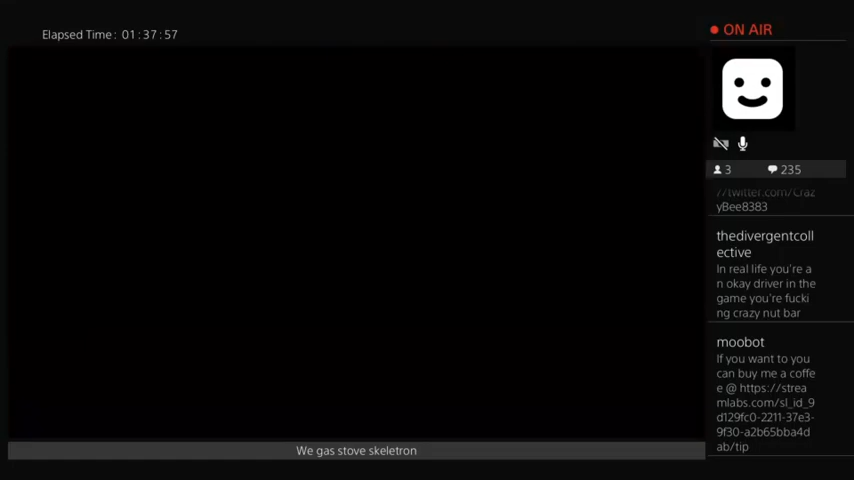 Elapsed Time: 01:37:57
ON AIR
3 235
//twitter.com/Craz
yBee8383
thedivergentcoll
ective
In real life you're a
n okay driver in the
game you're fucki
ng crazy nut bar
moobot
If you want to you
can buy me a coffe
e @ https://strea
mlabs.com/sl_id_9
d129fc0-2211-37e3-
9f30-a2b65bba4d
ab/tip
We gas stove skeletron